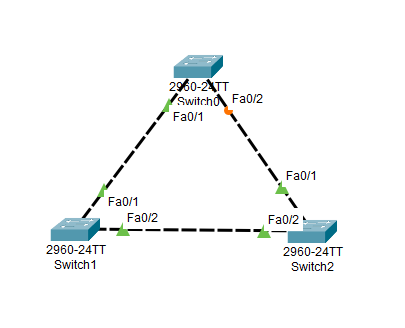 2960-24TT
Switch0
Fa0/2
Fa0/1
Fa0/1
Fa0/1
Fa0/2
Fa0/2
2960-24TT
Switch1
2960-24TT
Switch2